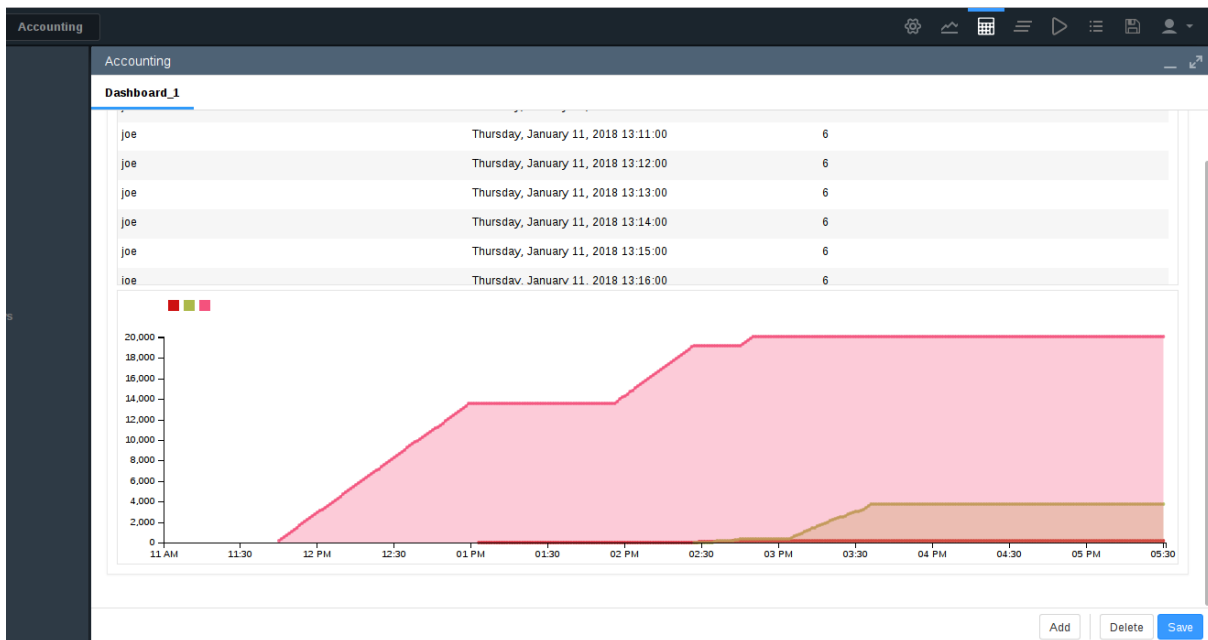 Accounting
Accounting
Dashboard_1
joe Thursday, January 11, 2018 13:11:00 6
joe Thursday, January 11, 2018 13:12:00 6
joe Thursday, January 11, 2018 13:13:00 6
joe Thursday, January 11, 2018 13:14:00 6
joe Thursday, January 11, 2018 13:15:00 6
joe Thursday, January 11, 2018 13:16:00 6
s
20,000
18,000
16,000
14,000
12,000
10,000
8,000
6,000
4,000
2,000
0
11 AM 11:30 12 PM 12:30 01 PM 01:30 02 PM 02:30 03 PM 03:30 04 PM 04:30 05 PM 05:30
Add Delete Save